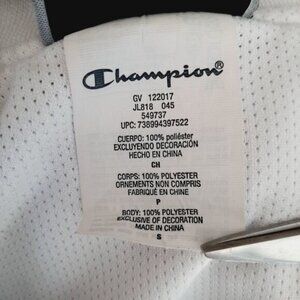 Champion®
GV 122017
JL818 045
549737
UPC: 738994397522
CUERPO: 100% poliéster
EXCLUYENDO DECORACIÓN
HECHO EN CHINA
CH
CORPS: 100% POLYESTER
ORNEMENTS NON COMPRIS
FABRIQUÉ EN CHINE
P
BODY: 100% POLYESTER
EXCLUSIVE OF DECORATION
MADE IN CHINA
S